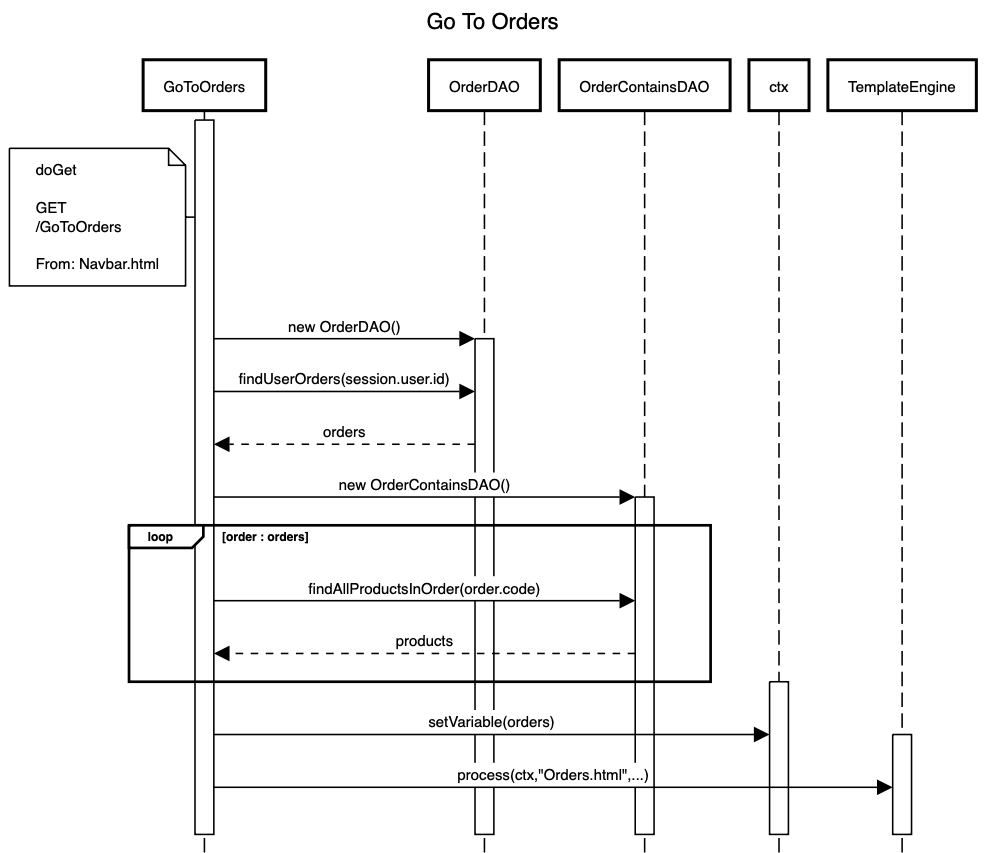 Go To Orders
GoToOrders
OrderDAO
OrderContainsDAO
ctx
TemplateEngine
doGet
GET
/GoToOrders
From: Navbar.html
new OrderDAO()
findUserOrders(session.user.id)
orders
new OrderContainsDAO()
loop
[order : orders]
findAllProductsInOrder(order.code)
products
setVariable(orders)
process(ctx,"Orders.html",...)